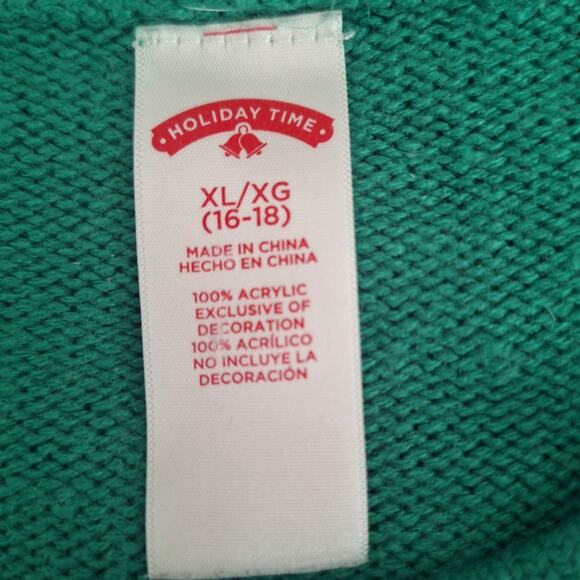 HOLIDAY TIME
XL/XG
(16-18)
MADE IN CHINA
HECHO EN CHINA
100% ACRYLIC
EXCLUSIVE OF
DECORATION
100% ACRÍLICO
NO INCLUYE LA
DECORACIÓN